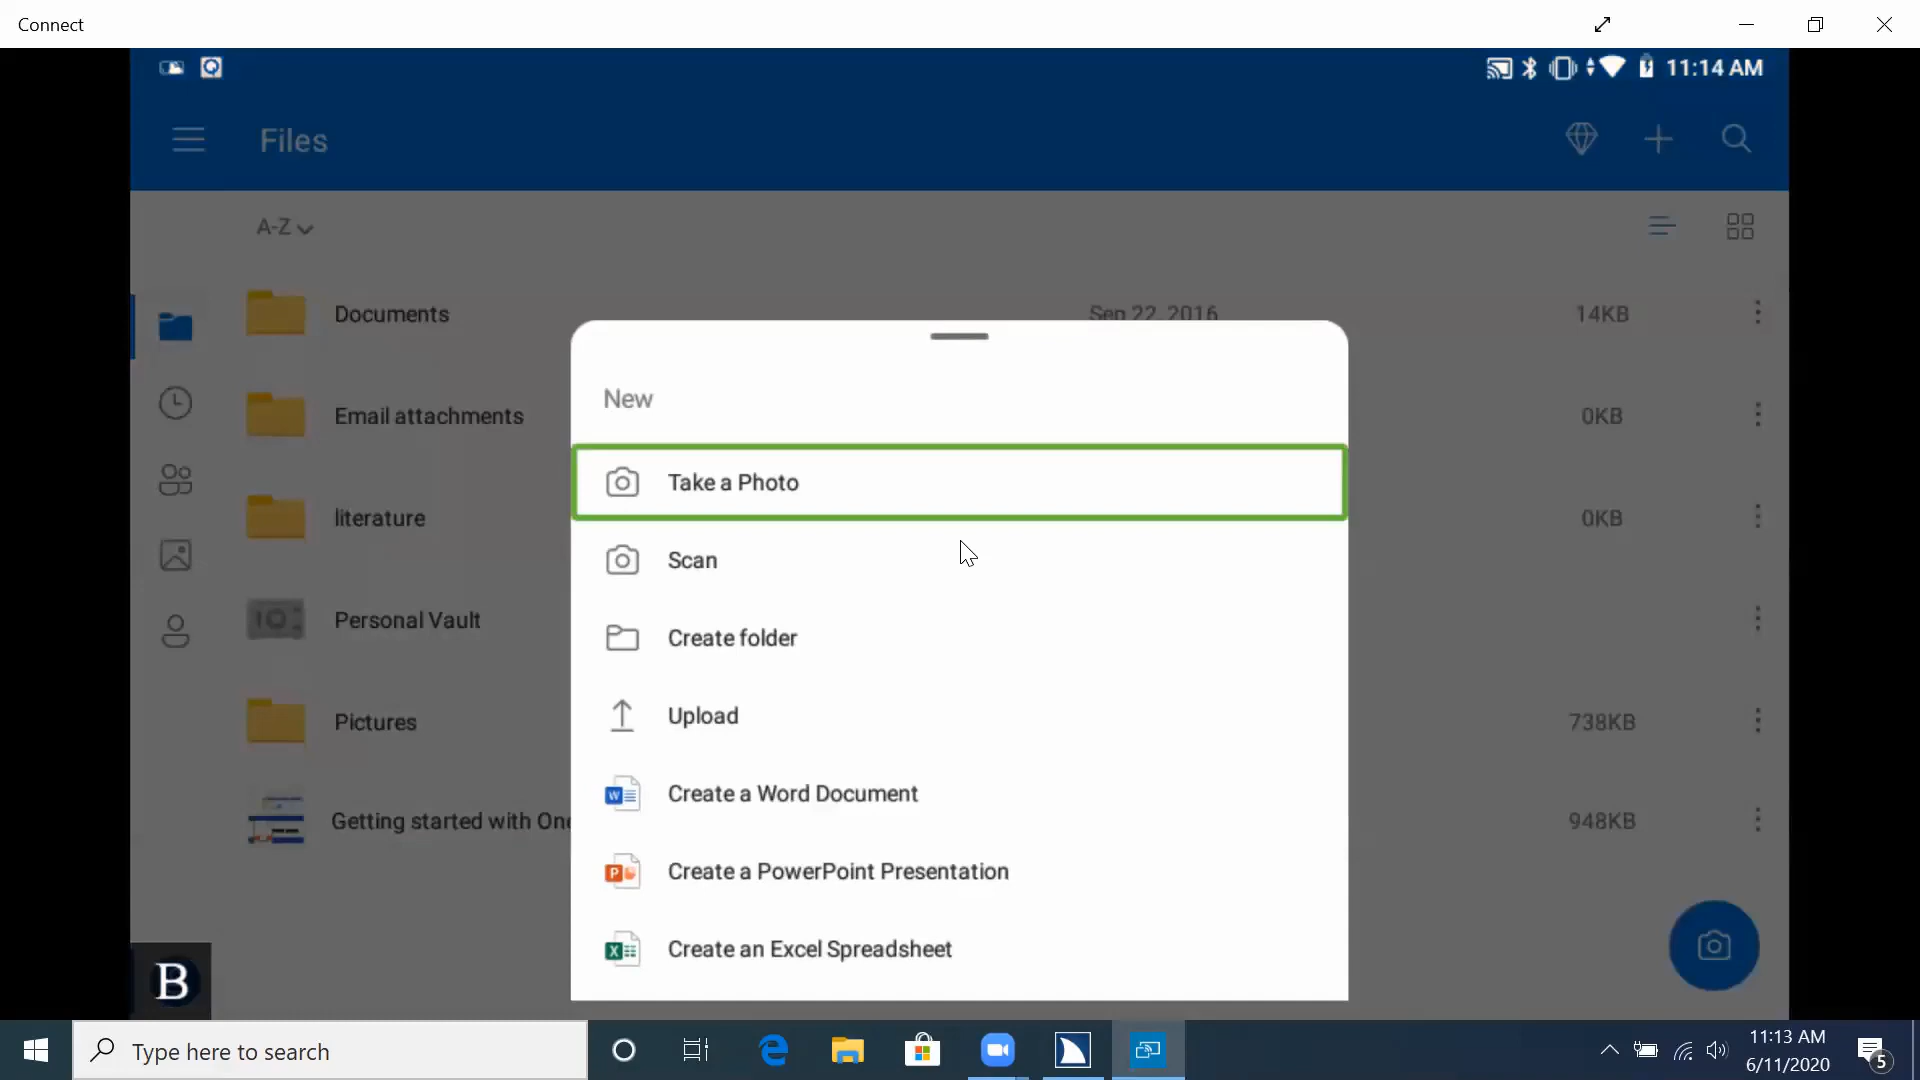 Connect
11:14 AM
Files
A-Z
Documents
Sep 22, 2016
14KB
Email attachments
0KB
literature
0KB
Personal Vault
Pictures
738KB
Getting started with One
948KB
New
Take a Photo
Scan
Create folder
Upload
Create a Word Document
Create a PowerPoint Presentation
Create an Excel Spreadsheet
B
Type here to search
11:13 AM
6/11/2020
5